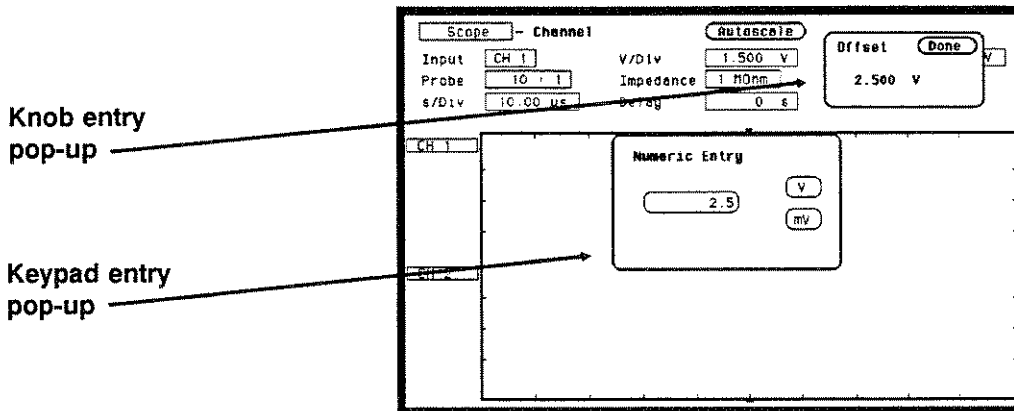 Scope - Channel Autoscale
Offset Done
Input CH 1 V/Div 1.500 V V
2.500 V
Probe 10 : 1 Impedance 1 MOhm
s/Div 10.00 us Delay 0 s
Knob entry
pop-up
CH 1
Numeric Entry
V
2.5
mV
Keypad entry
pop-up
CH 2